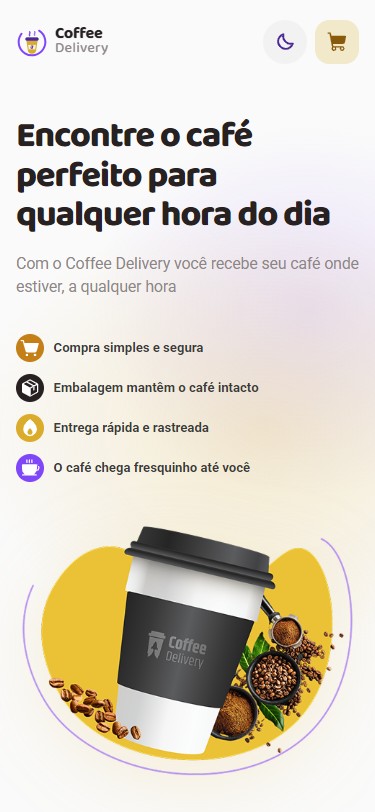 Coffee
Delivery
Encontre o café
perfeito para
qualquer hora do dia
Com o Coffee Delivery você recebe seu café onde
estiver, a qualquer hora
Compra simples e segura
Embalagem mantêm o café intacto
Entrega rápida e rastreada
O café chega fresquinho até você
Coffee
Delivery